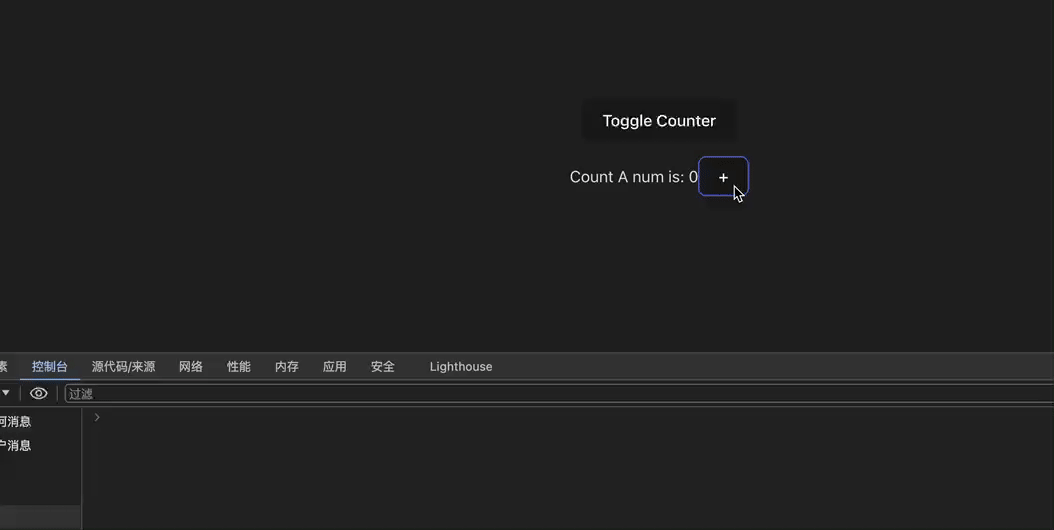 Toggle Counter
Count A num is: 0 +
素 控制台 源代码/来源 网络 性能 内存 应用 安全 Lighthouse
过滤
何消息
户消息